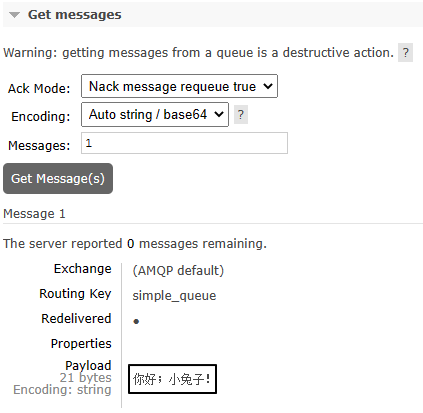 Get messages
Warning: getting messages from a queue is a destructive action. ?
Ack Mode: Nack message requeue true
Encoding: Auto string / base64 ?
Messages: 1
Get Message(s)
Message 1
The server reported 0 messages remaining.
Exchange (AMQP default)
Routing Key simple_queue
Redelivered ●
Properties
Payload
21 bytes
Encoding: string
你好；小兔子！